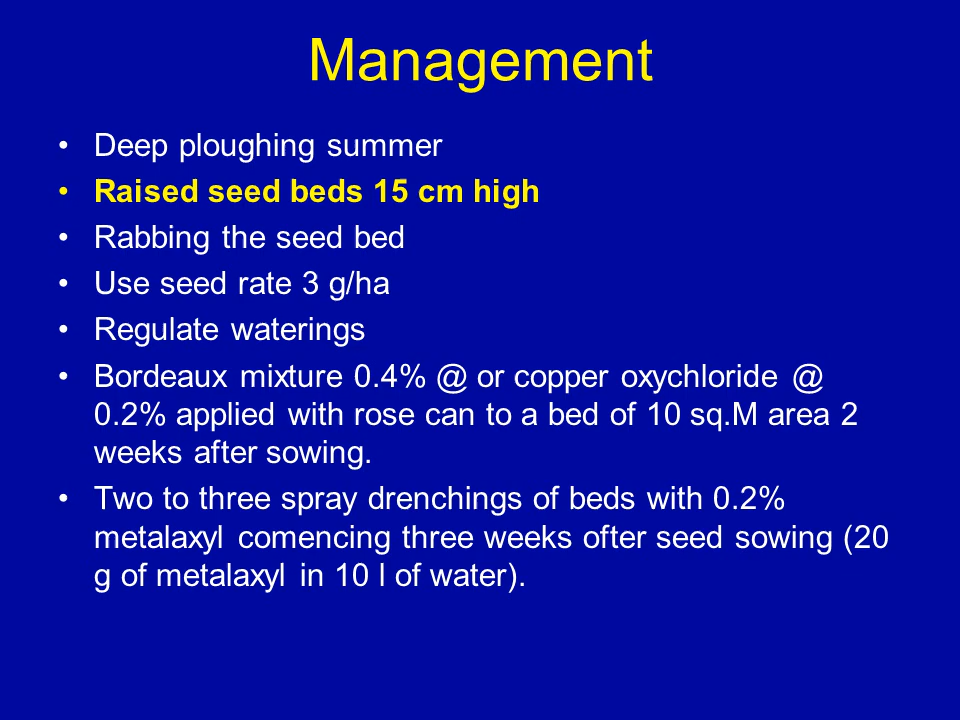 Management
• Deep ploughing summer
• Raised seed beds 15 cm high
• Rabbing the seed bed
• Use seed rate 3 g/ha
• Regulate waterings
• Bordeaux mixture 0.4% @ or copper oxychloride @
0.2% applied with rose can to a bed of 10 sq.M area 2
weeks after sowing.
• Two to three spray drenchings of beds with 0.2%
metalaxyl comencing three weeks ofter seed sowing (20
g of metalaxyl in 10 l of water).